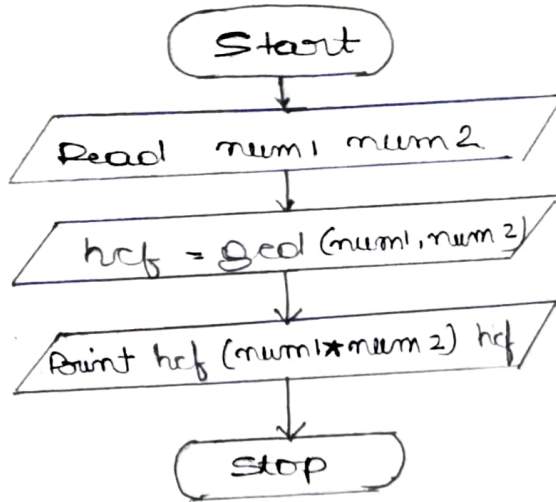 Start
Read num1 num2
hcf = gcd (num1, num2)
Print hcf (num1*num2) hcf
Stop